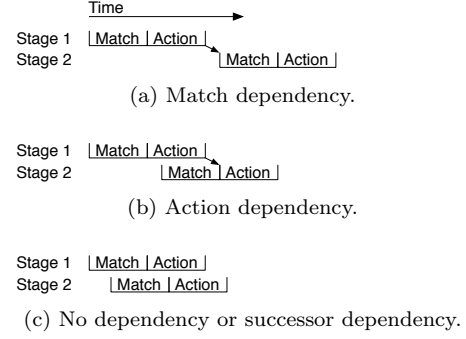 Time
Stage 1 Match Action
Stage 2 Match Action
(a) Match dependency.
Stage 1 Match Action
Stage 2 Match Action
(b) Action dependency.
Stage 1 Match Action
Stage 2 Match Action
(c) No dependency or successor dependency.